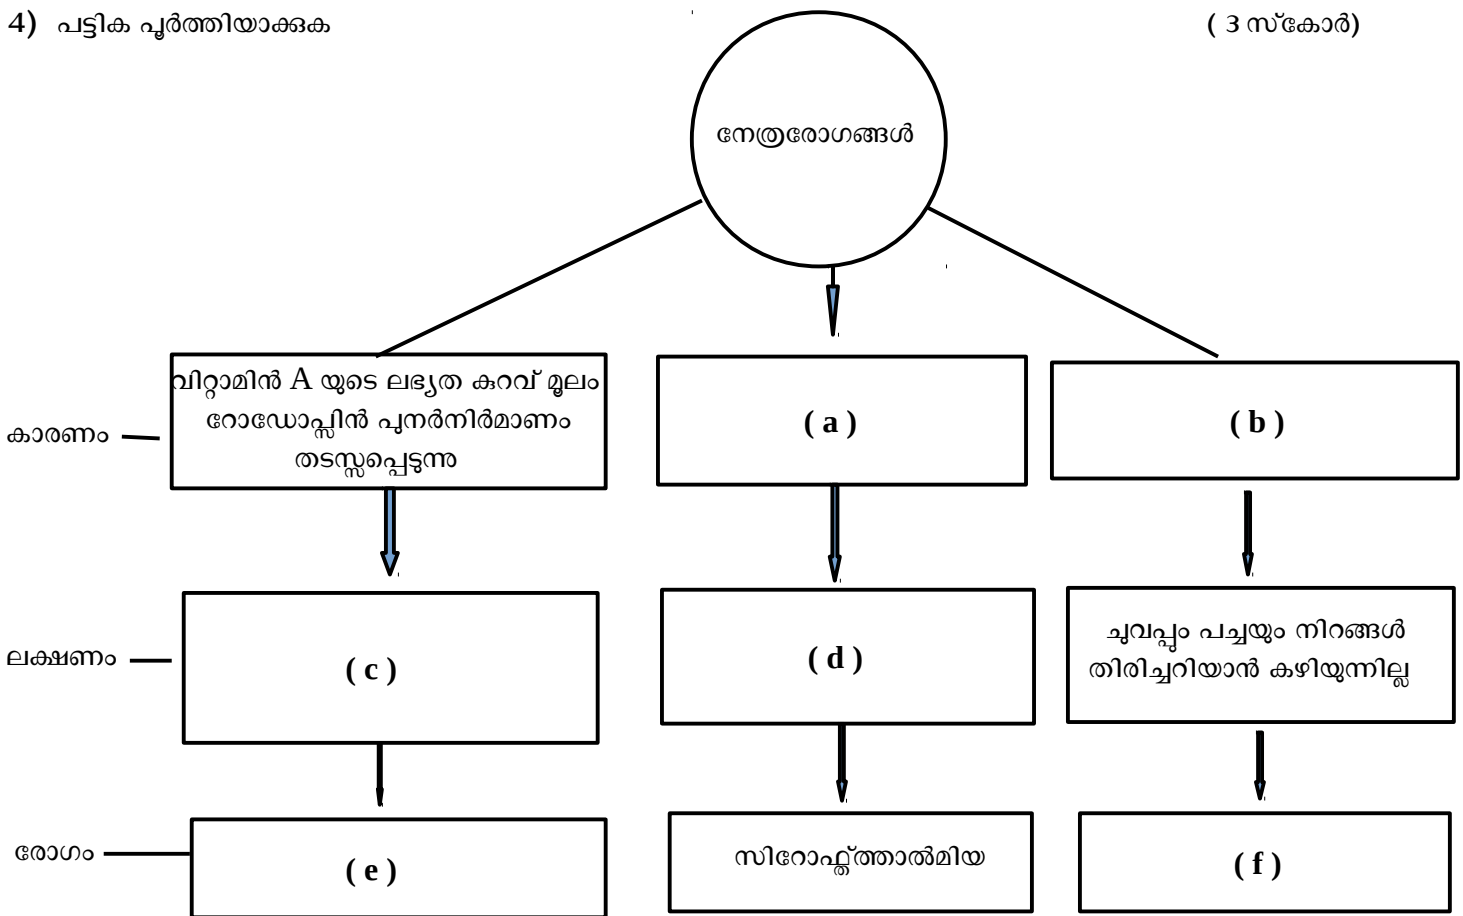 4) പട്ടിക പൂർത്തിയാക്കുക
( 3 സ്കോർ)
നേത്രരോഗങ്ങൾ
കാരണം
വിറ്റാമിൻ A യുടെ ലഭ്യത കുറവ് മൂലം
റോഡോപ്സിൻ പുനർനിർമാണം
തടസ്സപ്പെടുന്നു
( a )
( b )
ലക്ഷണം
( c )
( d )
ചുവപ്പും പച്ചയും നിറങ്ങൾ
തിരിച്ചറിയാൻ കഴിയുന്നില്ല
രോഗം
( e )
സിറോഫ്ത്ത്താൽമിയ
( f )